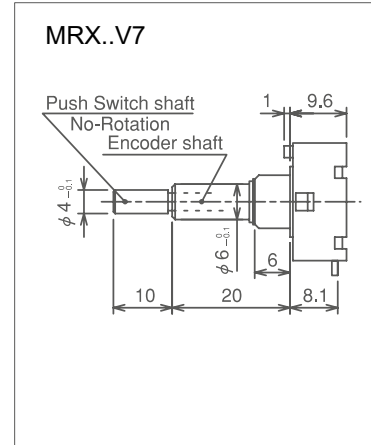 MRX..V7
1 9.6
Push Switch shaft
No-Rotation
Encoder shaft
φ4 0 -0.1
φ6 0 -0.1
6
10 20 8.1